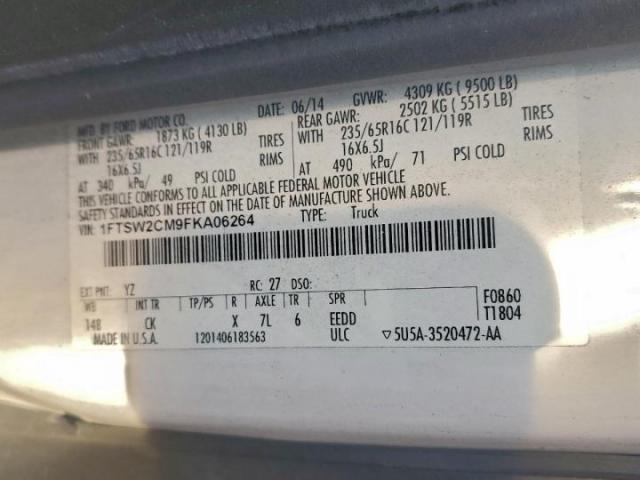 MFD. BY FORD MOTOR CO. DATE: 06/14 GVWR: 4309 KG ( 9500 LB)
FRONT GAWR: 1873 KG ( 4130 LB) REAR GAWR: 2502 KG ( 5515 LB)
WITH 235/65R16C 121/119R TIRES WITH 235/65R16C 121/119R TIRES
16X6.5J RIMS 16X6.5J RIMS
AT 340 kPa/ 49 PSI COLD AT 490 kPa/ 71 PSI COLD
THIS VEHICLE CONFORMS TO ALL APPLICABLE FEDERAL MOTOR VEHICLE
SAFETY STANDARDS IN EFFECT ON THE DATE OF MANUFACTURE SHOWN ABOVE.
VIN: 1FTSW2CM9FKA06264 TYPE: Truck
EXT PNT: YZ RC: 27 DSO:
WB INT TR TP/PS R AXLE TR SPR F0860
148 CK X 7L 6 EEDD T1804
MADE IN U.S.A. 1201406183563 ULC ▽5U5A-3520472-AA